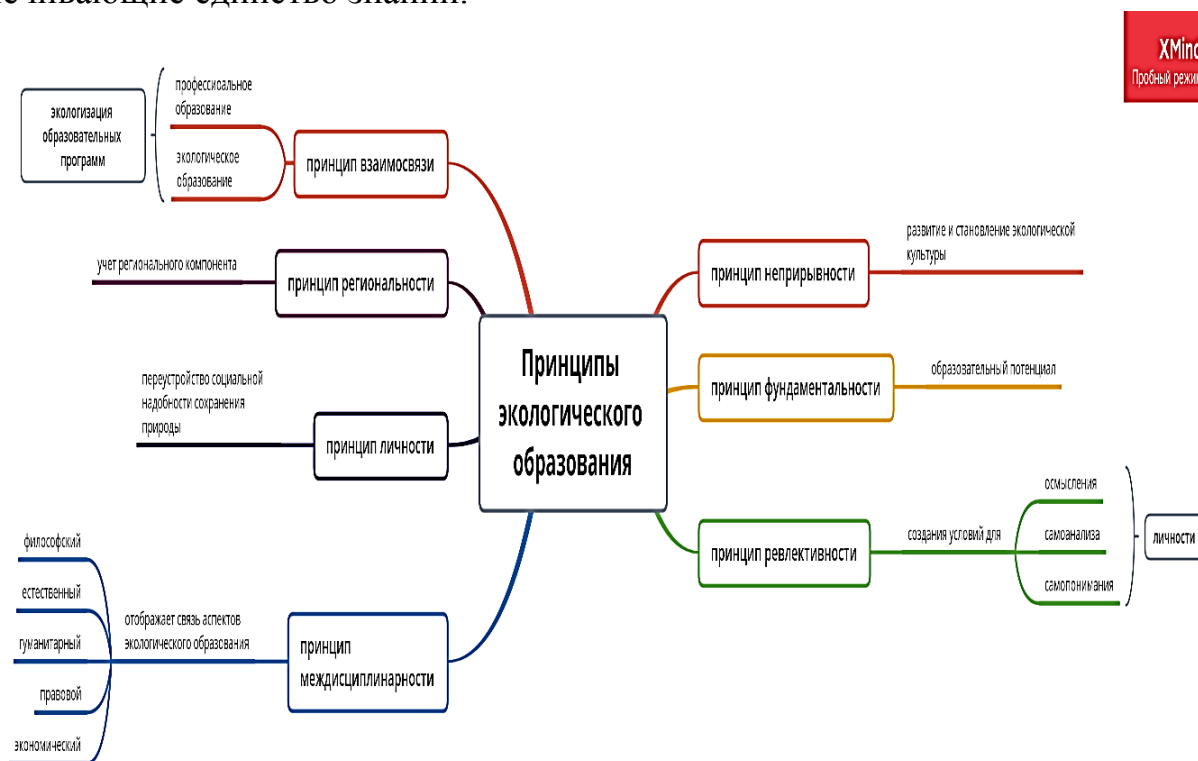 единство знаний.
XMind
Пробный режим
экологизация
образовательных
программ
профессиоальное
образование
экологическое
образование
принцип взаимосвязи
учет регионального компонента
принцип региональности
переустройство социальной
надобности сохранения
природы
принцип личности
философский
естественный
гуманитарный
правовой
экономический
отображает связь аспектов
экологического образования
принцип
междисциплинарности
Принципы
экологического
образования
принцип неприрывности
развитие и становление экологической
культуры
принцип фундаментальности
образовательный потенциал
принцип ревлективности
создания условий для
осмысления
самоанализа
самопонимания
личности